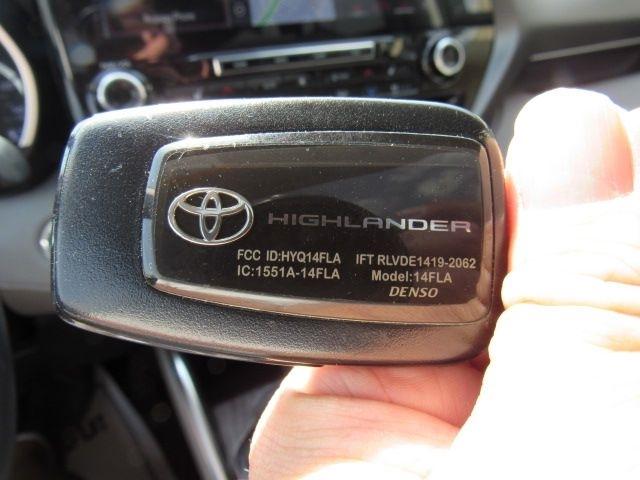 HIGHLANDER
FCC ID:HYQ14FLA IFT RLVDE1419-2062
IC:1551A-14FLA Model:14FLA
DENSO